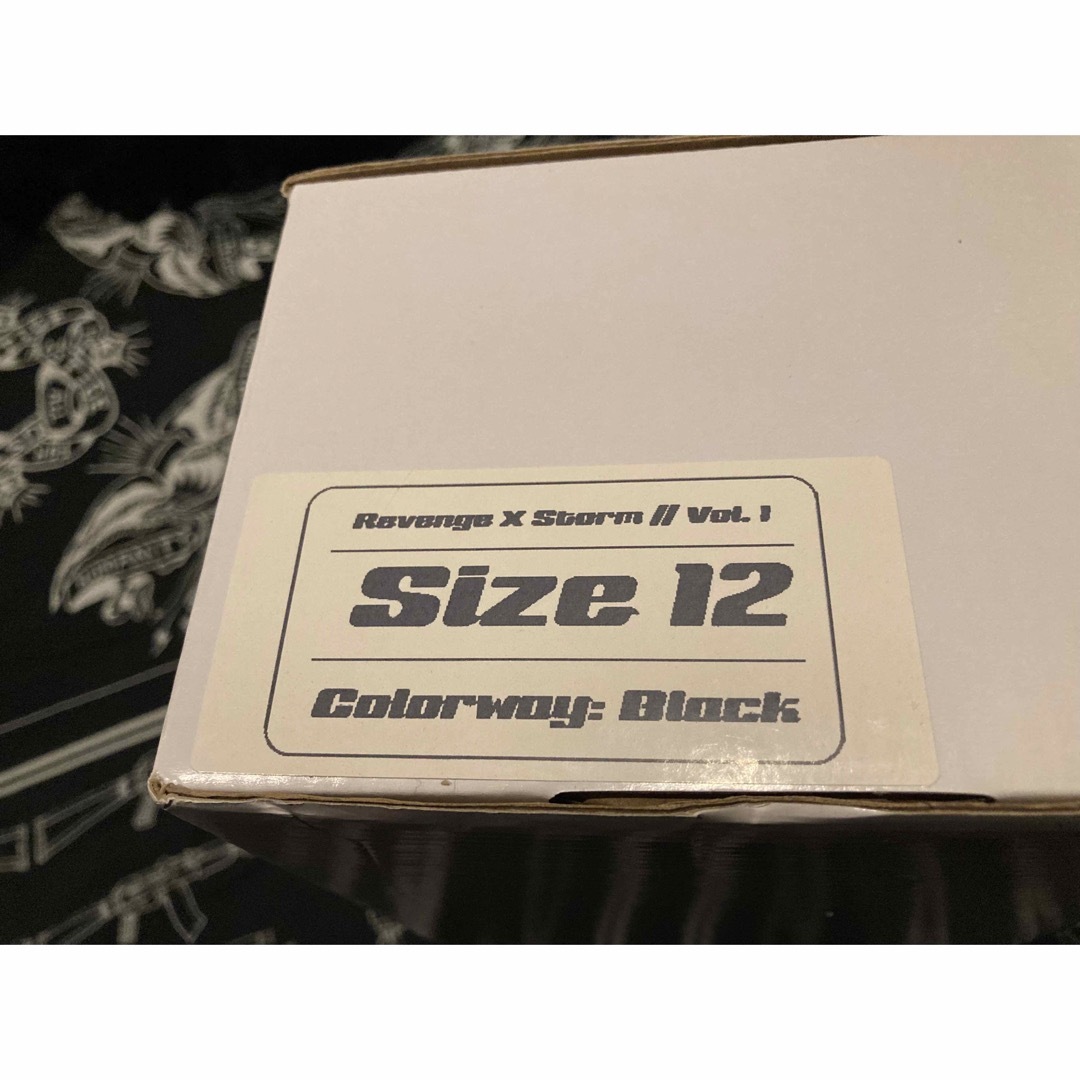 Revenge X Storm // Vol. 1
Size 12
Colorway: Black